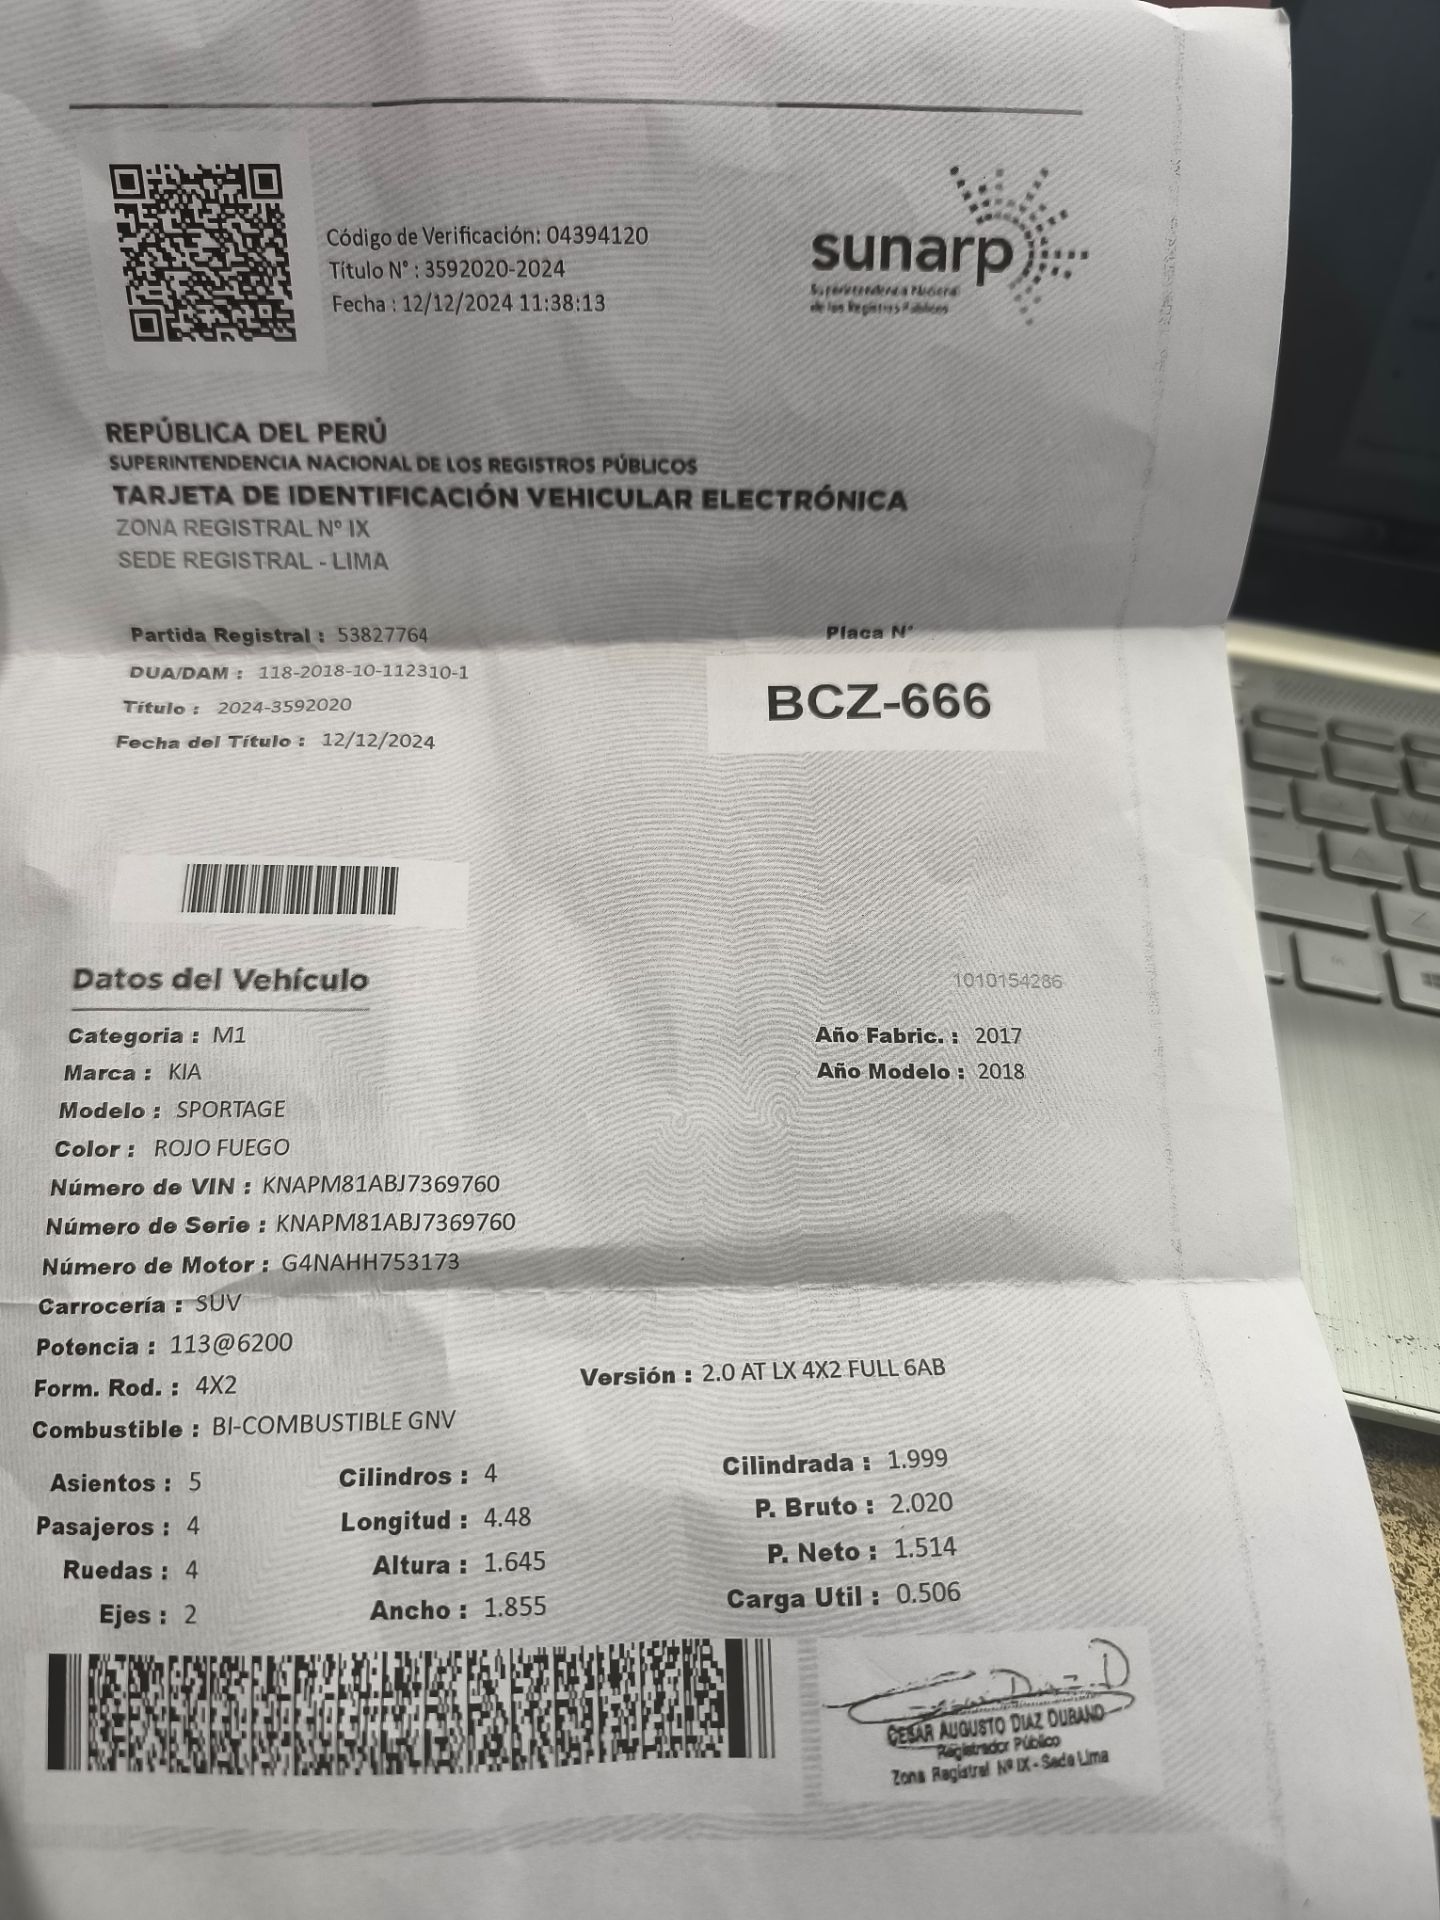 Código de Verificación: 04394120
Título N° : 3592020-2024
Fecha : 12/12/2024 11:38:13
sunarp
Superintendencia Nacional
de los Registros Públicos
REPÚBLICA DEL PERÚ
SUPERINTENDENCIA NACIONAL DE LOS REGISTROS PÚBLICOS
TARJETA DE IDENTIFICACIÓN VEHICULAR ELECTRÓNICA
ZONA REGISTRAL Nº IX
SEDE REGISTRAL - LIMA
Partida Registral : 53827764
DUA/DAM : 118-2018-10-112310-1
Título : 2024-3592020
Fecha del Título : 12/12/2024
Placa N°
BCZ-666
Datos del Vehículo
1010154286
Categoria : M1
Marca : KIA
Modelo : SPORTAGE
Color : ROJO FUEGO
Número de VIN : KNAPM81ABJ7369760
Número de Serie : KNAPM81ABJ7369760
Número de Motor : G4NAHH753173
Carrocería : SUV
Potencia : 113@6200
Form. Rod. : 4X2
Combustible : BI-COMBUSTIBLE GNV
Año Fabric. : 2017
Año Modelo : 2018
Versión : 2.0 AT LX 4X2 FULL 6AB
Asientos : 5
Pasajeros : 4
Ruedas : 4
Ejes : 2
Cilindros : 4
Longitud : 4.48
Altura : 1.645
Ancho : 1.855
Cilindrada : 1.999
P. Bruto : 2.020
P. Neto : 1.514
Carga Util : 0.506
CESAR AUGUSTO DIAZ DURAND
Registrador Público
Zona Registral Nº IX - Sede Lima